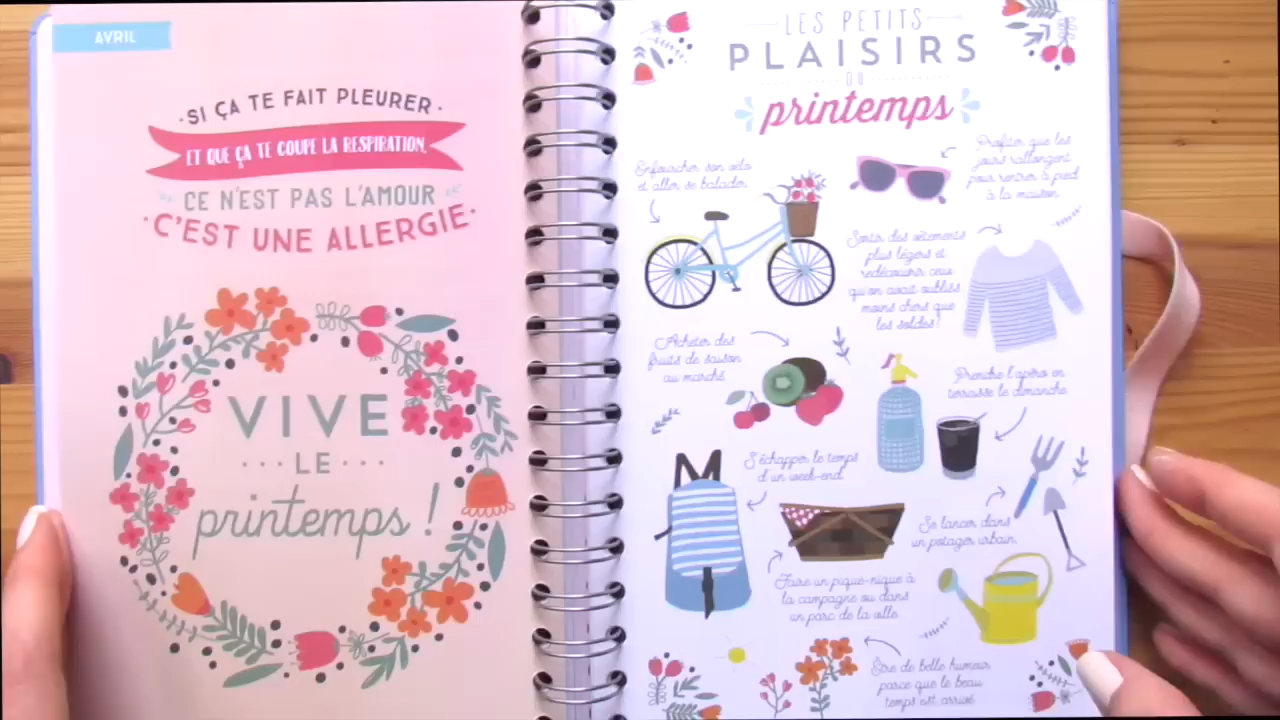 AVRIL
·SI ÇA TE FAIT PLEURER·
ET QUE ÇA TE COUPE LA RESPIRATION,
CE N'EST PAS L'AMOUR
·C'EST UNE ALLERGIE·
VIVE
···LE···
printemps !
LES PETITS
PLAISIRS
DU
printemps
Enfourcher son vélo
et aller se balader.
Profiter que les
jours rallongent
pour rentrer à pied
à la maison.
Sortir des vêtements
plus légers et
redécouvrir ceux
qu'on avait oubliés,
moins chers que
les soldes!
Acheter des
fruits de saison
au marché.
Prendre l'apéro en
terrasse le dimanche.
S'échapper le temps
d'un week-end.
Se lancer dans
un potager urbain.
Faire un pique-nique à
la campagne ou dans
un parc de la ville.
Être de belle humeur
parce que le beau
temps est arrivé.